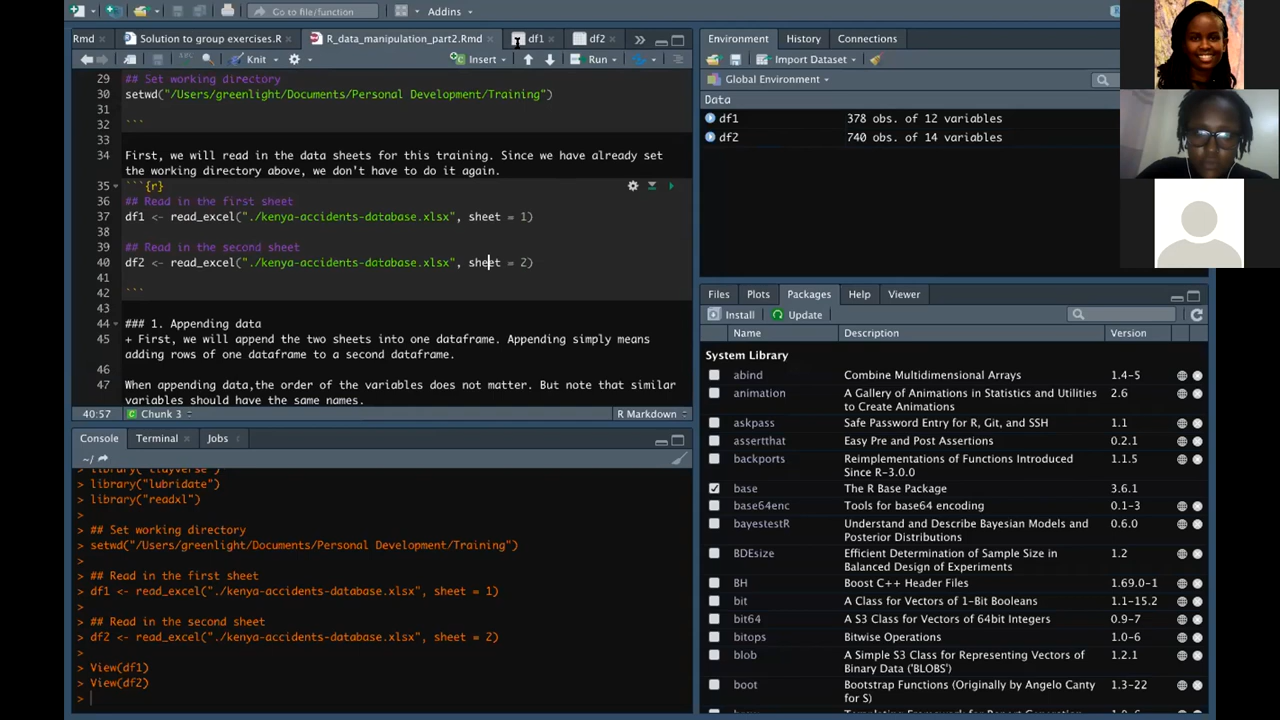 Go to file/function
Addins
Rmd
Solution to group exercises.R
R_data_manipulation_part2.Rmd
df1
df2
Knit
Insert
Run
29 ## Set working directory
30 setwd("/Users/greenlight/Documents/Personal Development/Training")
31
32 ```
33
34 First, we will read in the data sheets for this training. Since we have already set
the working directory above, we don't have to do it again.
35 ```{r}
36 ## Read in the first sheet
37 df1 <- read_excel("./kenya-accidents-database.xlsx", sheet = 1)
38
39 ## Read in the second sheet
40 df2 <- read_excel("./kenya-accidents-database.xlsx", sheet = 2)
41
42 ```
43
44 ### 1. Appending data
45 + First, we will append the two sheets into one dataframe. Appending simply means
adding rows of one dataframe to a second dataframe.
46
47 When appending data,the order of the variables does not matter. But note that similar
variables should have the same names.
40:57 Chunk 3 R Markdown
Console Terminal Jobs
~/
> library("lubridate")
> library("readxl")
>
> ## Set working directory
> setwd("/Users/greenlight/Documents/Personal Development/Training")
>
> ## Read in the first sheet
> df1 <- read_excel("./kenya-accidents-database.xlsx", sheet = 1)
>
> ## Read in the second sheet
> df2 <- read_excel("./kenya-accidents-database.xlsx", sheet = 2)
>
> View(df1)
> View(df2)
>
Environment History Connections
Import Dataset
Global Environment
Data
df1 378 obs. of 12 variables
df2 740 obs. of 14 variables
Files Plots Packages Help Viewer
Install Update
Name Description Version
System Library
abind Combine Multidimensional Arrays 1.4-5
animation A Gallery of Animations in Statistics and Utilities 2.6
to Create Animations
askpass Safe Password Entry for R, Git, and SSH 1.1
assertthat Easy Pre and Post Assertions 0.2.1
backports Reimplementations of Functions Introduced 1.1.5
Since R-3.0.0
base The R Base Package 3.6.1
base64enc Tools for base64 encoding 0.1-3
bayestestR Understand and Describe Bayesian Models and 0.6.0
Posterior Distributions
BDEsize Efficient Determination of Sample Size in 1.2
Balanced Design of Experiments
BH Boost C++ Header Files 1.69.0-1
bit A Class for Vectors of 1-Bit Booleans 1.1-15.2
bit64 A S3 Class for Vectors of 64bit Integers 0.9-7
bitops Bitwise Operations 1.0-6
blob A Simple S3 Class for Representing Vectors of 1.2.1
Binary Data ('BLOBS')
boot Bootstrap Functions (Originally by Angelo Canty 1.3-22
for S)